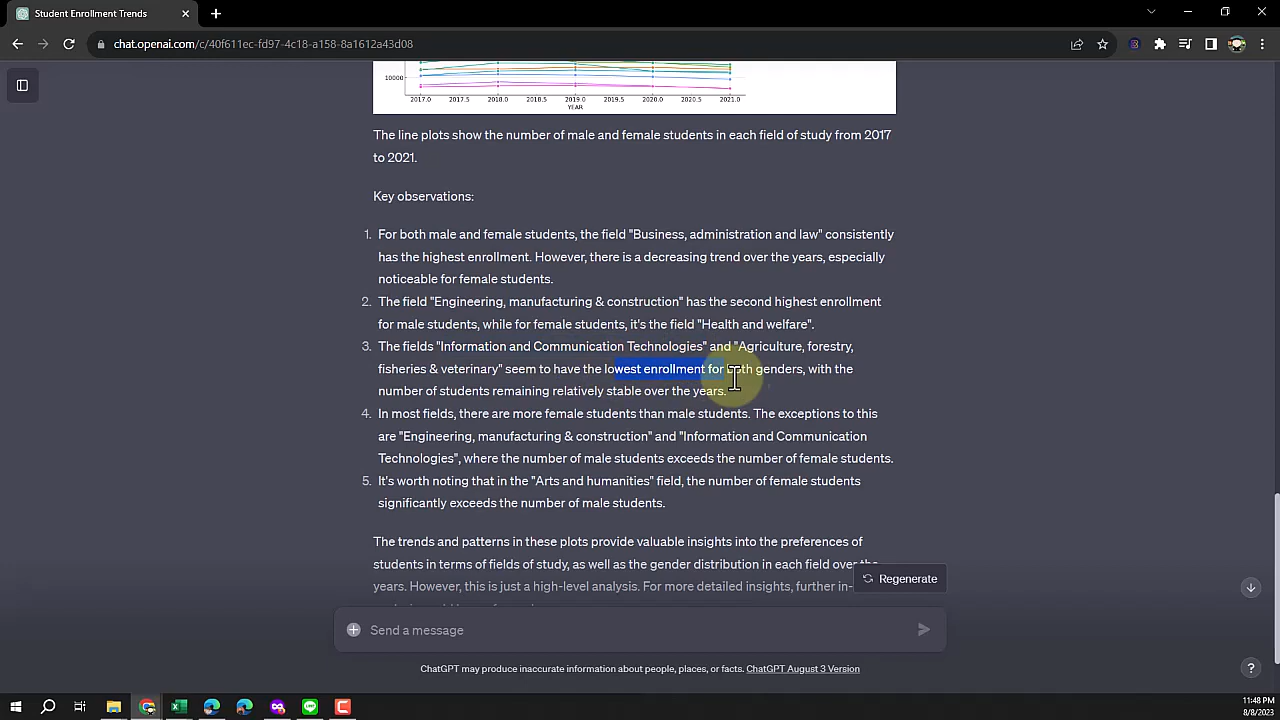 Student Enrollment Trends
chat.openai.com/c/40f611ec-fd97-4c18-a158-8a1612a43d08
10000
2017.0 2017.5 2018.0 2018.5 2019.0 2019.5 2020.0 2020.5 2021.0
YEAR
The line plots show the number of male and female students in each field of study from 2017
to 2021.
Key observations:
1. For both male and female students, the field "Business, administration and law" consistently
has the highest enrollment. However, there is a decreasing trend over the years, especially
noticeable for female students.
2. The field "Engineering, manufacturing & construction" has the second highest enrollment
for male students, while for female students, it's the field "Health and welfare".
3. The fields "Information and Communication Technologies" and "Agriculture, forestry,
fisheries & veterinary" seem to have the lowest enrollment for both genders, with the
number of students remaining relatively stable over the years.
4. In most fields, there are more female students than male students. The exceptions to this
are "Engineering, manufacturing & construction" and "Information and Communication
Technologies", where the number of male students exceeds the number of female students.
5. It's worth noting that in the "Arts and humanities" field, the number of female students
significantly exceeds the number of male students.
The trends and patterns in these plots provide valuable insights into the preferences of
students in terms of fields of study, as well as the gender distribution in each field over the
years. However, this is just a high-level analysis. For more detailed insights, further in-
Regenerate
Send a message
ChatGPT may produce inaccurate information about people, places, or facts. ChatGPT August 3 Version
?
11:48 PM
8/8/2023